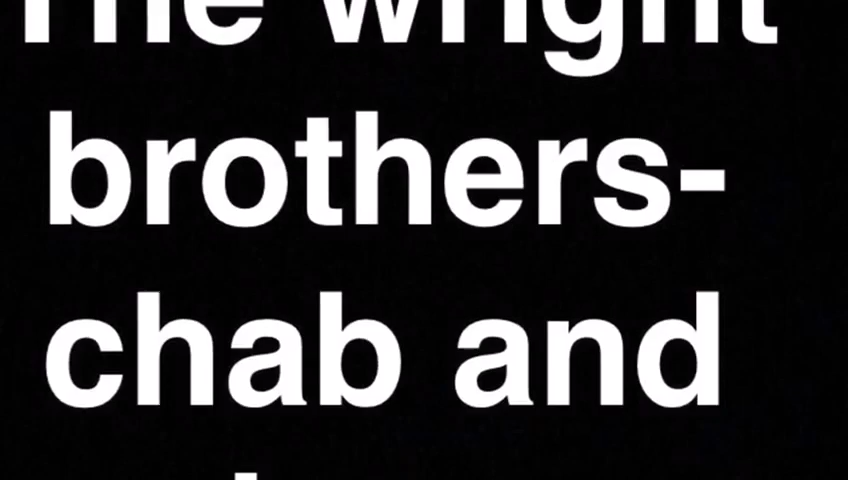 The wright
brothers-
chab and